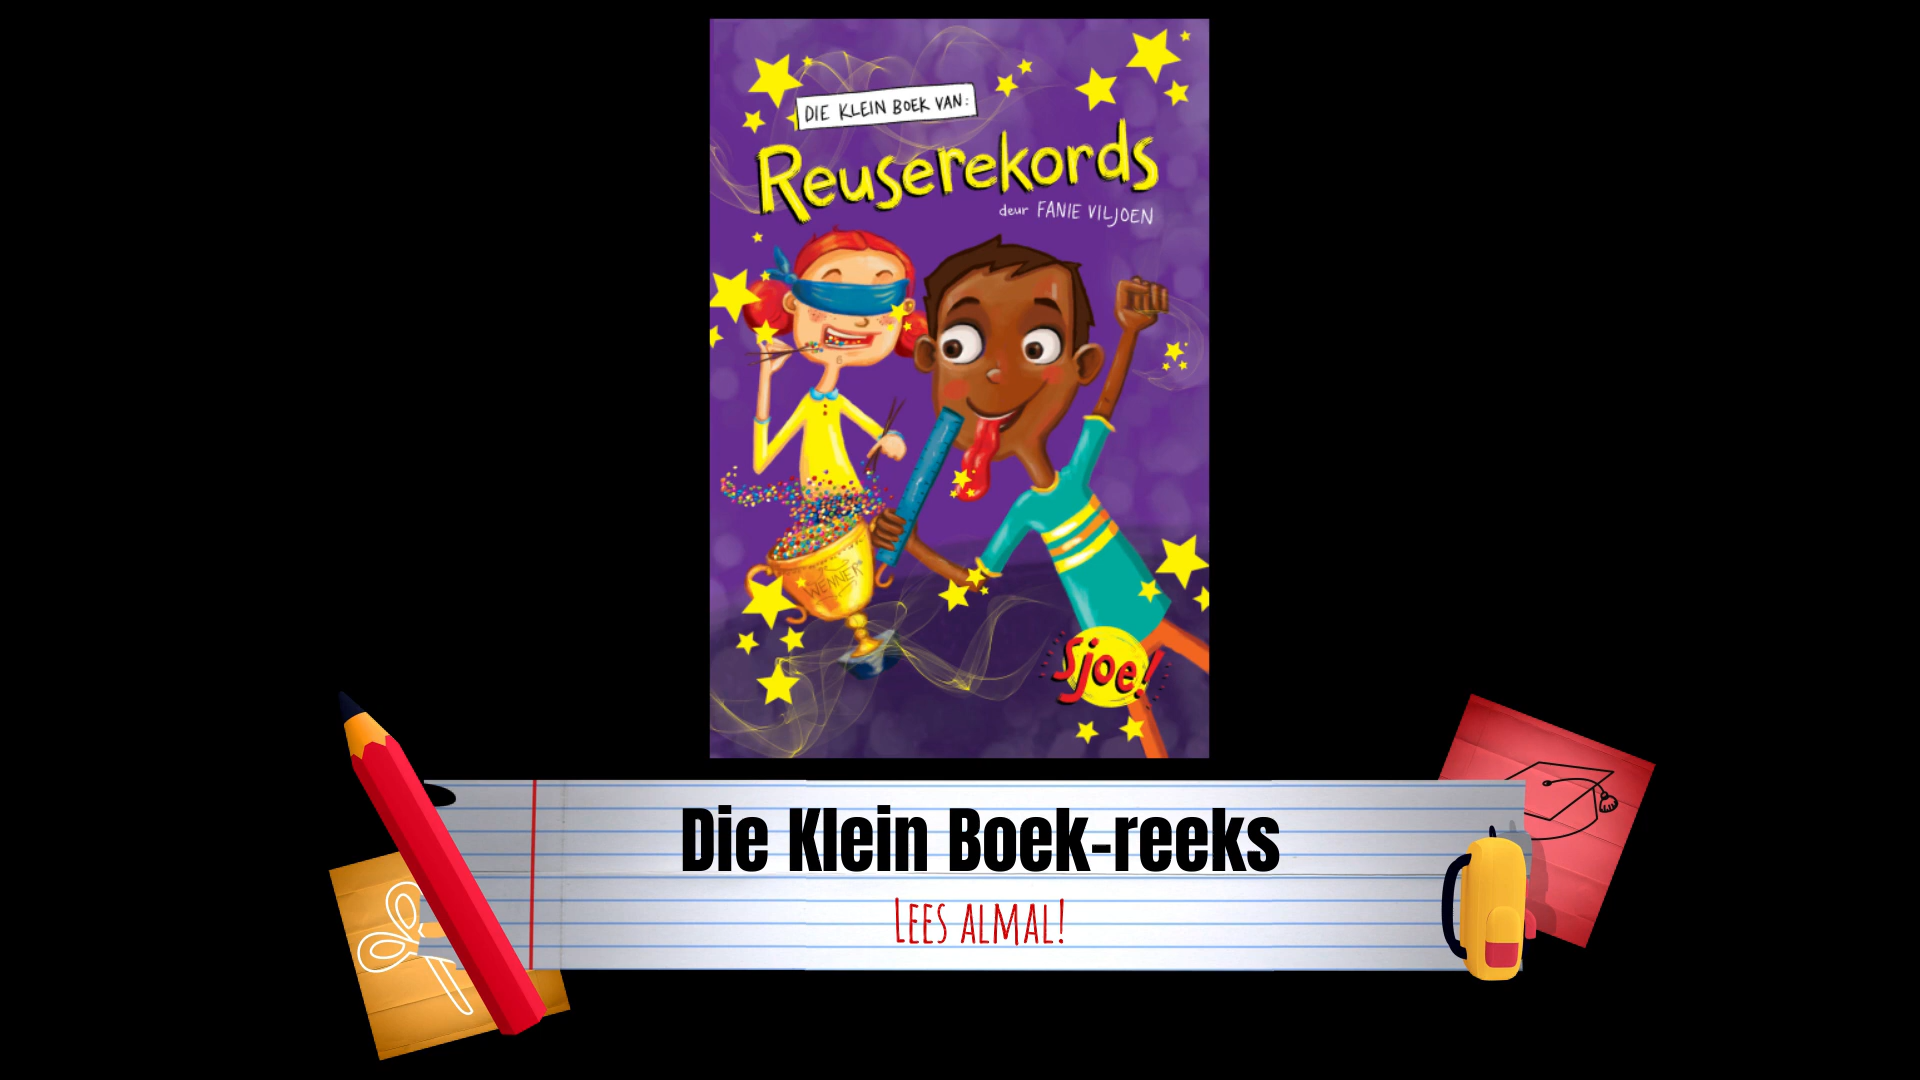 DIE KLEIN BOEK VAN:
Reuserekords
deur FANIE VILJOEN
WENNER
sjoe!
Die Klein Boek-reeks
LEES ALMAL!